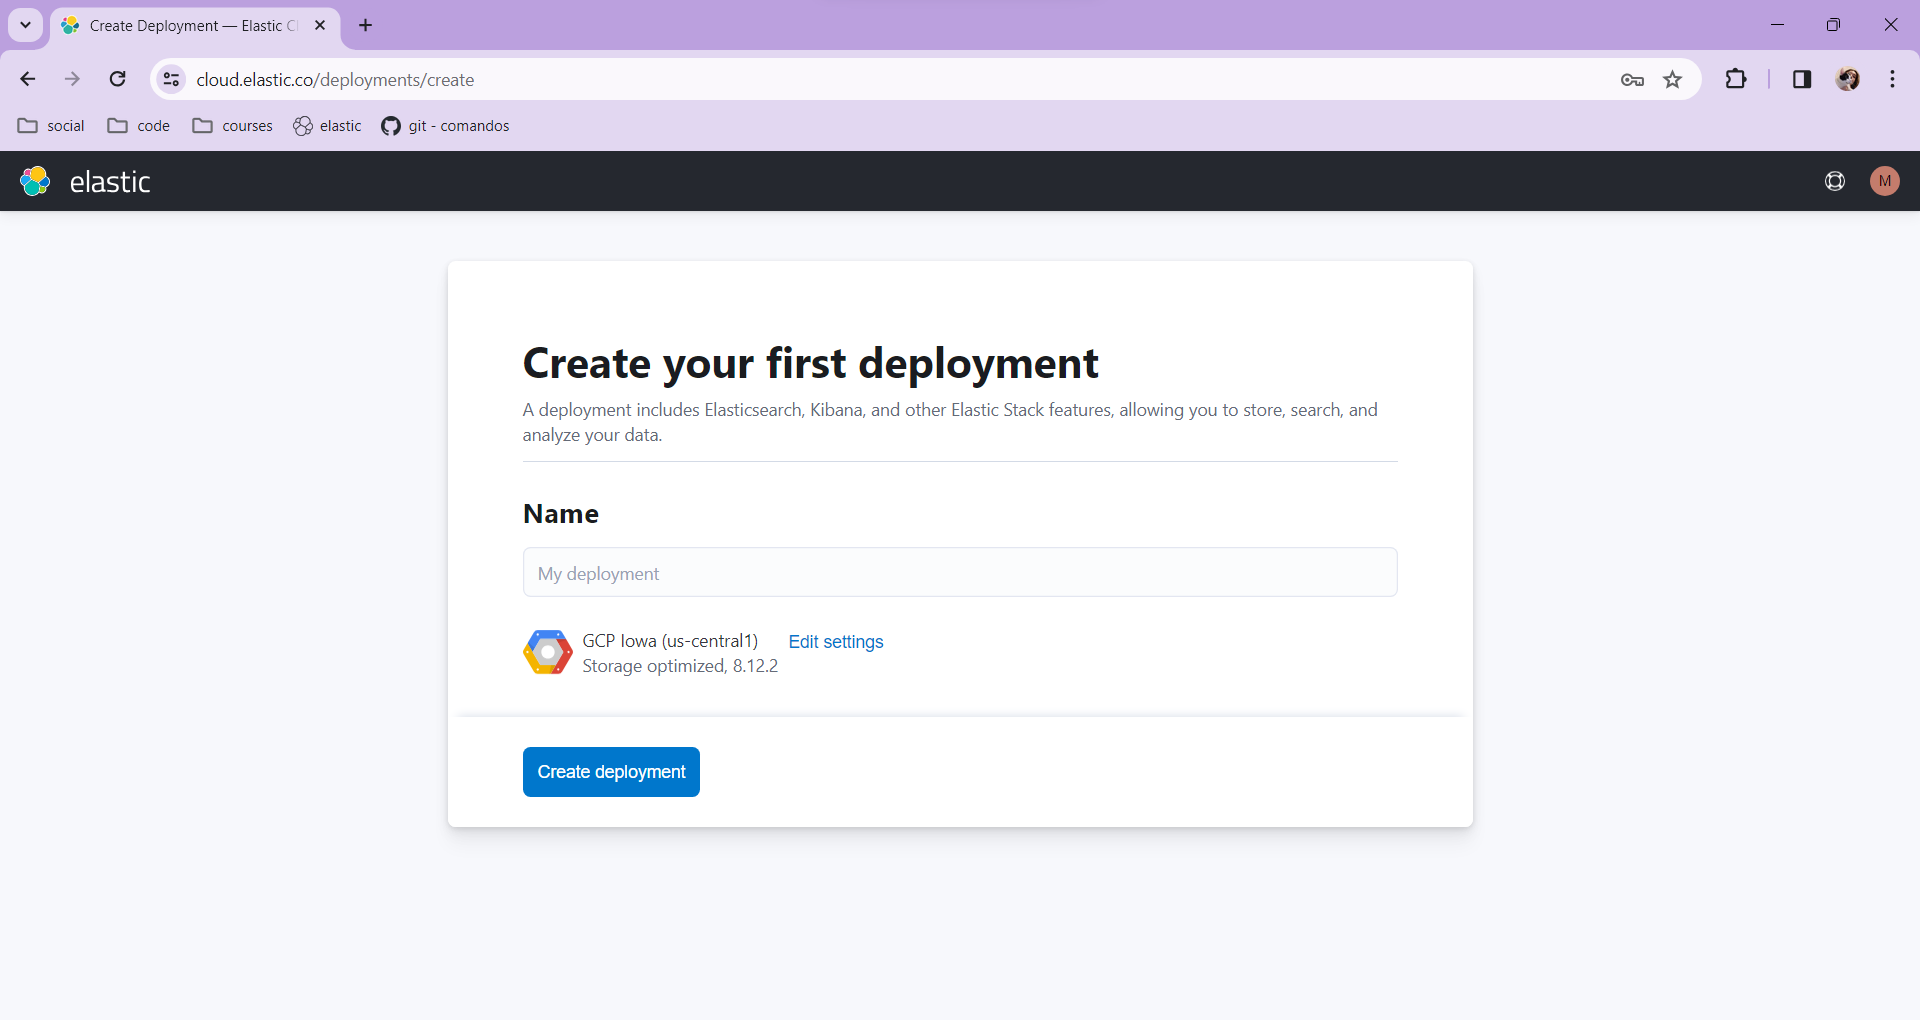 Create Deployment — Elastic Cl
cloud.elastic.co/deployments/create
social code courses elastic git - comandos
elastic
M
Create your first deployment
A deployment includes Elasticsearch, Kibana, and other Elastic Stack features, allowing you to store, search, and
analyze your data.
Name
My deployment
GCP Iowa (us-central1) Edit settings
Storage optimized, 8.12.2
Create deployment